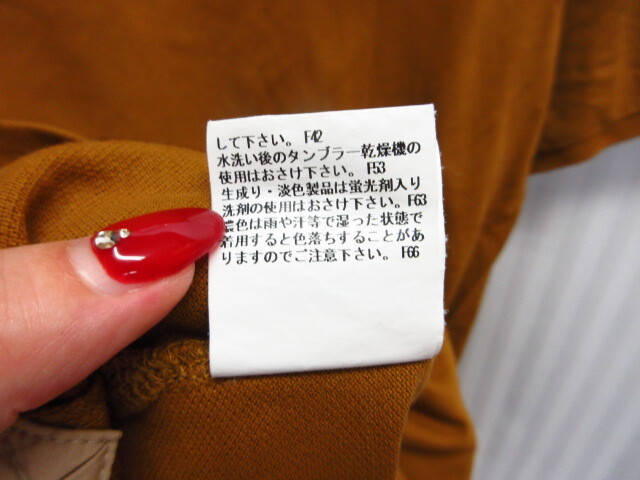 して下さい。 F42
水洗い後のタンブラー乾燥機の
使用はおさけ下さい。 F53
生成り・淡色製品は蛍光剤入り
洗剤の使用はおさけ下さい。F63
濃色は雨や汗等で湿った状態で
着用すると色落ちすることがあ
りますのでご注意下さい。 F66